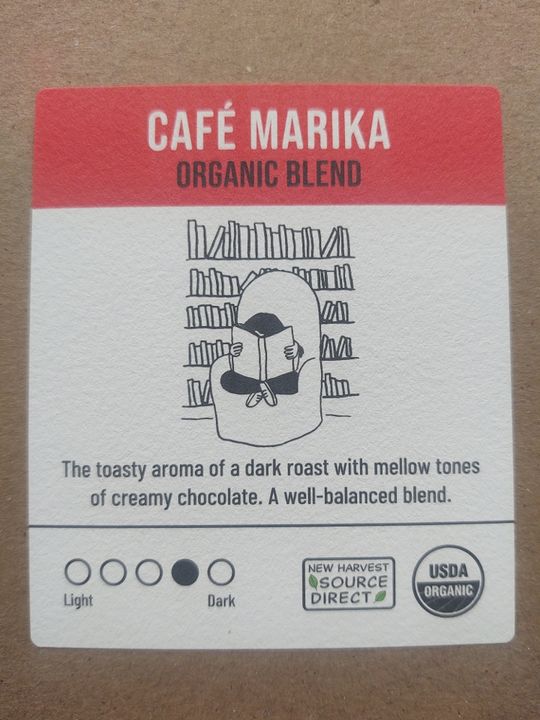 CAFÉ MARIKA
ORGANIC BLEND
The toasty aroma of a dark roast with mellow tones
of creamy chocolate. A well-balanced blend.
Light
Dark
NEW HARVEST
SOURCE
DIRECT
USDA
ORGANIC